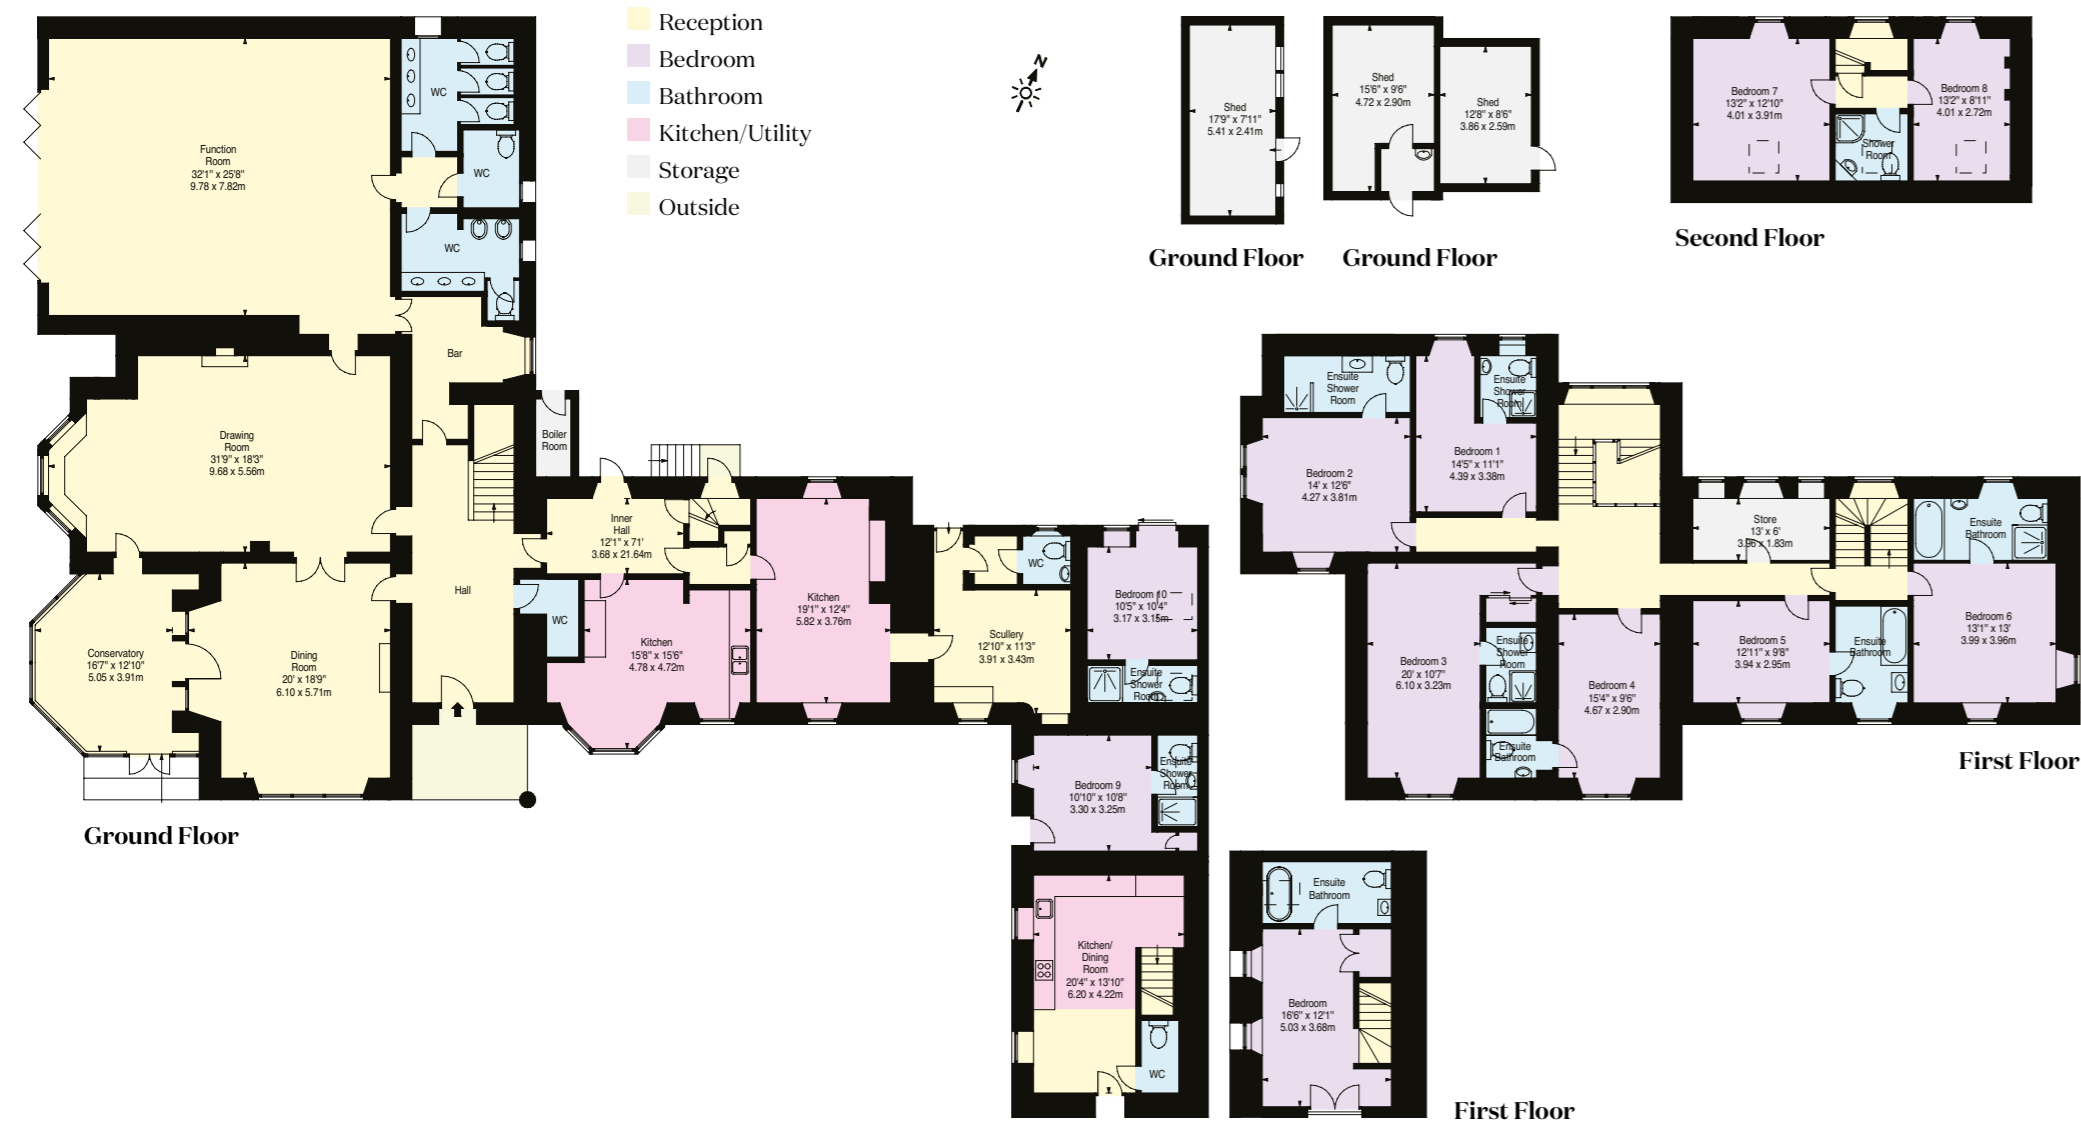 Reception
Bedroom
Bathroom
Kitchen/Utility
Storage
Outside
N
WC
WC
WC
Function
Room
32'1" x 25'8"
9.78 x 7.82m
Bar
Drawing
Room
31'9" x 18'3"
9.68 x 5.56m
Boiler
Room
Inner
Hall
12'1" x 71'
3.68 x 21.64m
Hall
WC
Conservatory
16'7" x 12'10"
5.05 x 3.91m
Dining
Room
20' x 18'9"
6.10 x 5.71m
Kitchen
15'8" x 15'6"
4.78 x 4.72m
Kitchen
19'1" x 12'4"
5.82 x 3.76m
Scullery
12'10" x 11'3"
3.91 x 3.43m
WC
Bedroom 10
10'5" x 10'4"
3.17 x 3.15m
Ensuite
Shower
Room
Bedroom 9
10'10" x 10'8"
3.30 x 3.25m
Ensuite
Shower
Room
Kitchen/
Dining
Room
20'4" x 13'10"
6.20 x 4.22m
WC
Ground Floor
Shed
17'9" x 7'11"
5.41 x 2.41m
Ground Floor
Shed
15'6" x 9'6"
4.72 x 2.90m
Shed
12'8" x 8'6"
3.86 x 2.59m
Ground Floor
Bedroom 7
13'2" x 12'10"
4.01 x 3.91m
Bedroom 8
13'2" x 8'11"
4.01 x 2.72m
Shower
Room
Second Floor
Ensuite
Shower
Room
Ensuite
Shower
Room
Bedroom 2
14' x 12'6"
4.27 x 3.81m
Bedroom 1
14'5" x 11'1"
4.39 x 3.38m
Store
13' x 6'
3.96 x 1.83m
Ensuite
Bathroom
Bedroom 3
20' x 10'7"
6.10 x 3.23m
Ensuite
Shower
Room
Ensuite
Bathroom
Bedroom 4
15'4" x 9'6"
4.67 x 2.90m
Bedroom 5
12'11" x 9'8"
3.94 x 2.95m
Ensuite
Bathroom
Bedroom 6
13'1" x 13'
3.99 x 3.96m
First Floor
Ensuite
Bathroom
Bedroom
16'6" x 12'1"
5.03 x 3.68m
First Floor